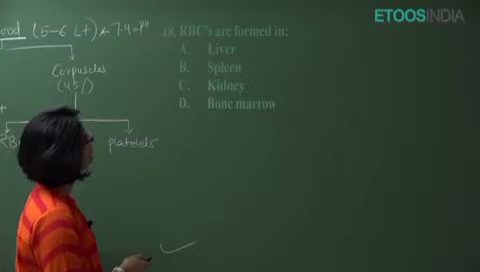 ETOOSINDIA
(5-6 Lt) 7.4=PH
48. RBC's are formed in:
A. Liver
B. Spleen
C. Kidney
D. Bone marrow
Corpuscles
(45%)
platelets